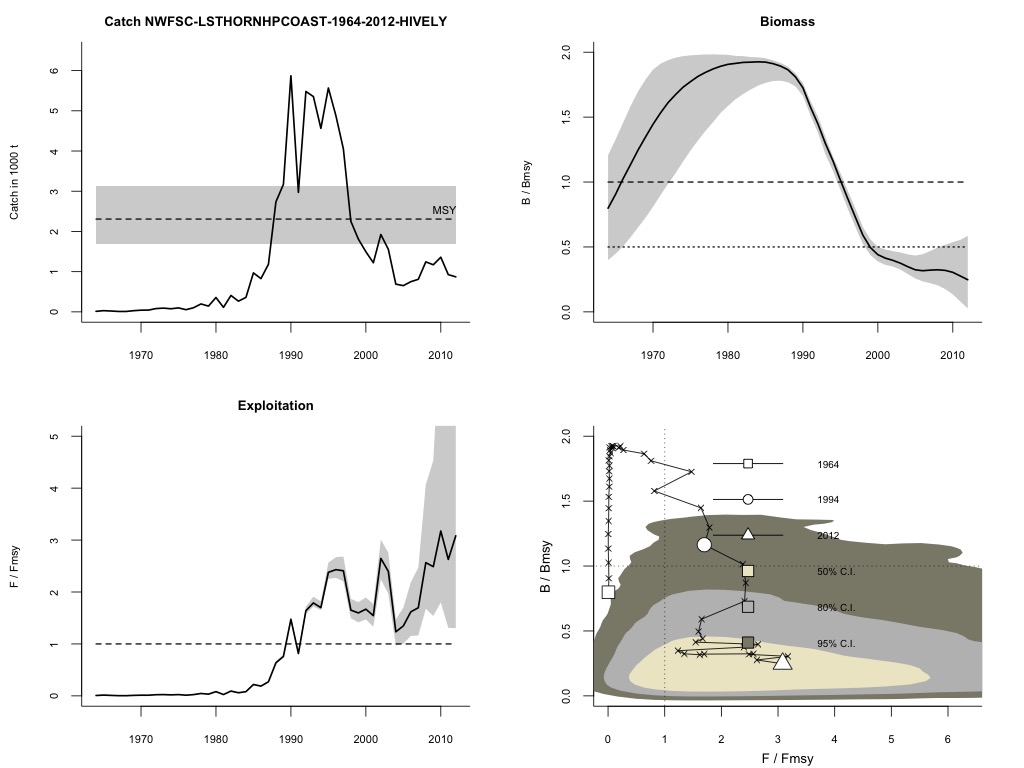 Catch NWFSC-LSTHORNHPCOAST-1964-2012-HIVELY
Catch in 1000 t
0 1 2 3 4 5 6
MSY
1970 1980 1990 2000 2010
Biomass
B / Bmsy
0.0 0.5 1.0 1.5 2.0
1970 1980 1990 2000 2010
Exploitation
F / Fmsy
0 1 2 3 4 5
1970 1980 1990 2000 2010
B / Bmsy
0.0 0.5 1.0 1.5 2.0
1964
1994
2012
50% C.I.
80% C.I.
95% C.I.
0 1 2 3 4 5 6
F / Fmsy